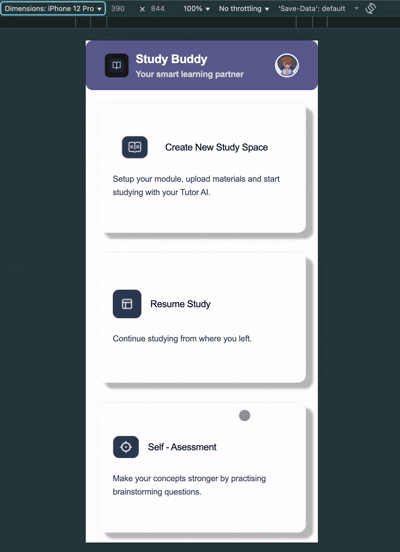 Dimensions: iPhone 12 Pro ▾ 390 × 844 100% ▾ No throttling ▾ 'Save-Data': default ▾
Study Buddy
Your smart learning partner
Create New Study Space
Setup your module, upload materials and start
studying with your Tutor AI.
Resume Study
Continue studying from where you left.
Self - Asessment
Make your concepts stronger by practising
brainstorming questions.